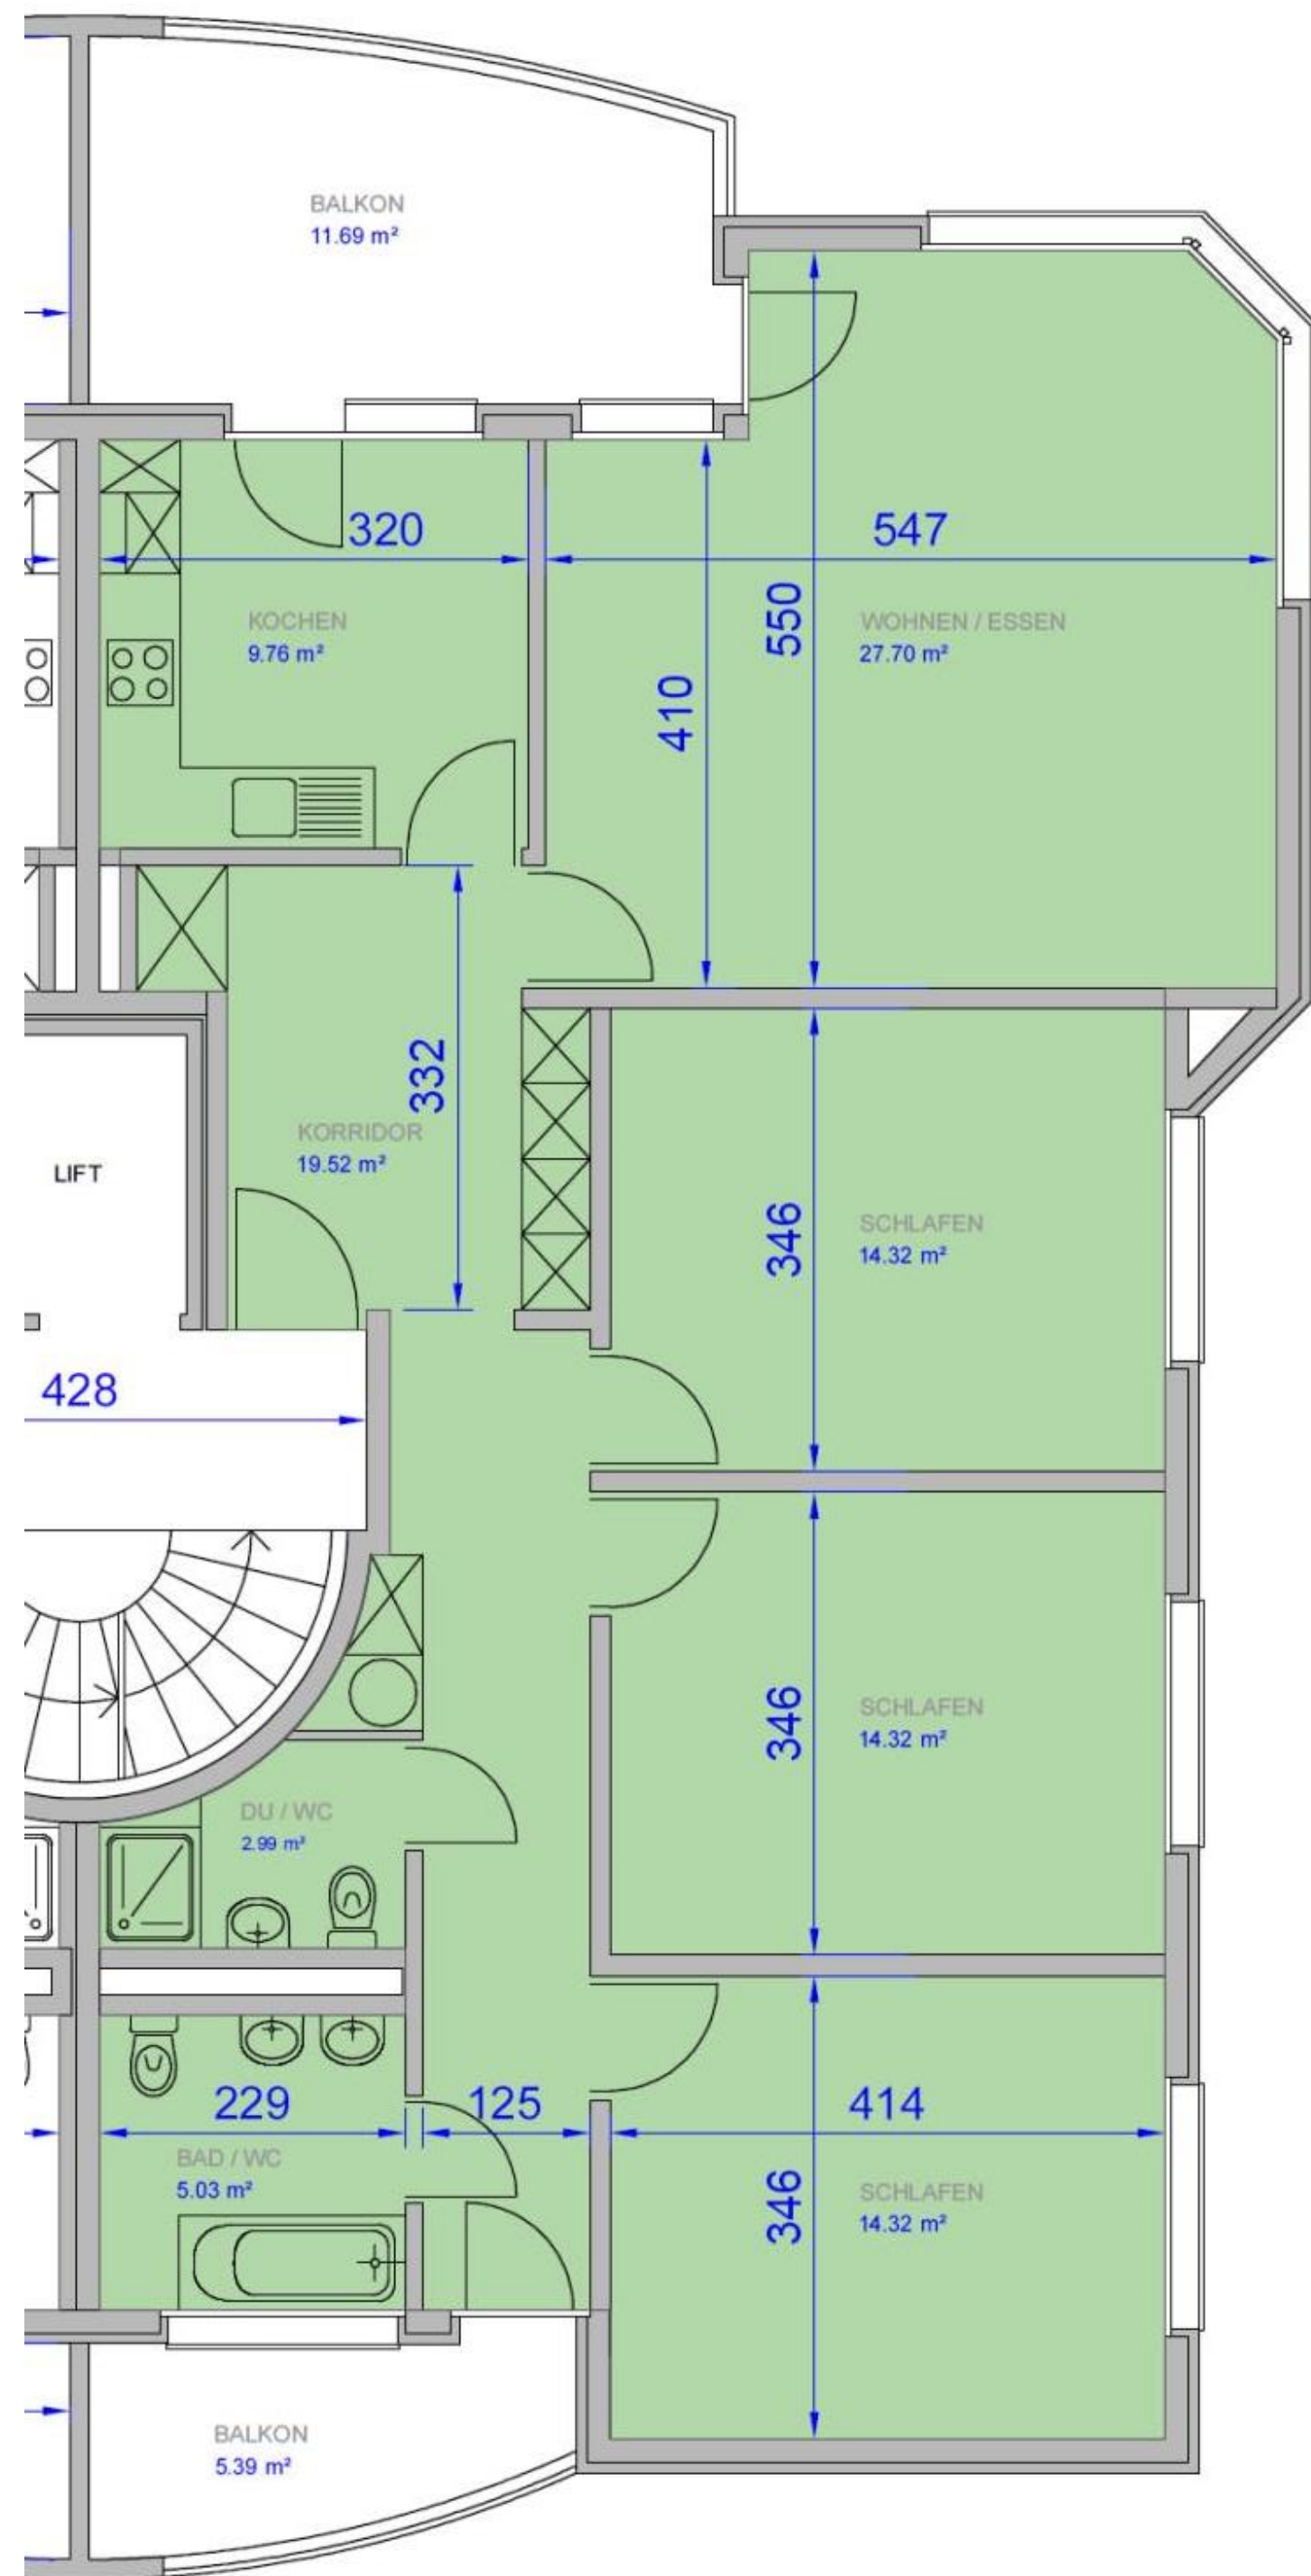 BALKON
11.69 m²
320
547
KOCHEN
9.76 m²
550
WOHNEN / ESSEN
27.70 m²
410
332
KORRIDOR
19.52 m²
LIFT
346
SCHLAFEN
14.32 m²
428
346
SCHLAFEN
14.32 m²
DU / WC
2.99 m²
229
125
414
BAD / WC
5.03 m²
346
SCHLAFEN
14.32 m²
BALKON
5.39 m²